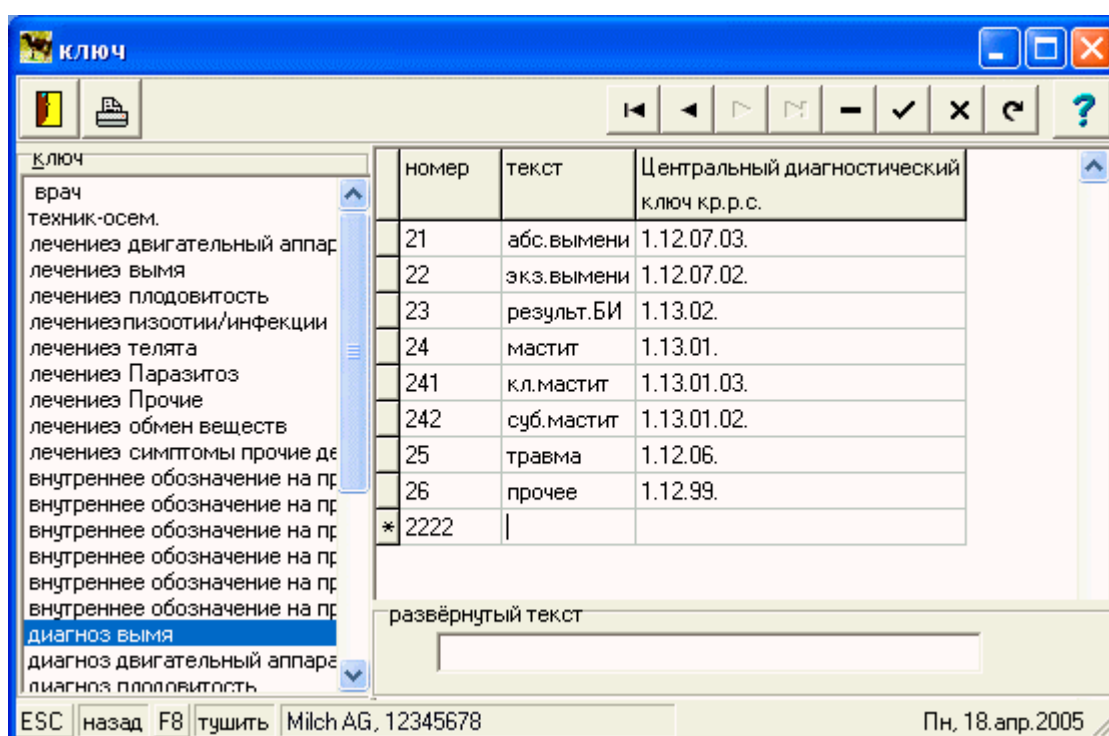 ключ
ключ
врач
техник-осем.
лечениеэ двигательный аппар
лечениеэ вымя
лечениеэ плодовитость
лечениеэпизоотии/инфекции
лечениеэ телята
лечениеэ Паразитоз
лечениеэ Прочие
лечениеэ обмен веществ
лечениеэ симптомы прочие де
внутреннее обозначение на пр
внутреннее обозначение на пр
внутреннее обозначение на пр
внутреннее обозначение на пр
внутреннее обозначение на пр
внутреннее обозначение на пр
диагноз вымя
диагноз двигательный аппара
диагноз плодовитость
номер текст Центральный диагностический
ключ кр.р.с.
21 абс.вымени 1.12.07.03.
22 экз.вымени 1.12.07.02.
23 результ.БИ 1.13.02.
24 мастит 1.13.01.
241 кл.мастит 1.13.01.03.
242 суб.мастит 1.13.01.02.
25 травма 1.12.06.
26 прочее 1.12.99.
* 2222
развёрнутый текст
ESC назад F8 тушить Milch AG, 12345678 Пн, 18.апр.2005